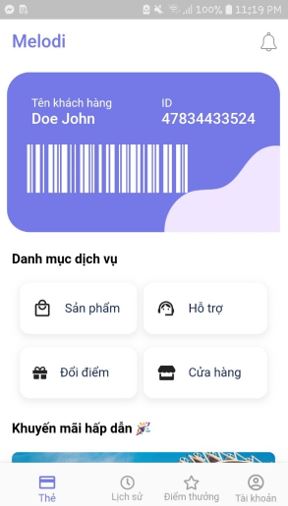 100% 11:19 PM
Melodi
Tên khách hàng
Doe John
ID
47834433524
Danh mục dịch vụ
Sản phẩm
Hỗ trợ
Đổi điểm
Cửa hàng
Khuyến mãi hấp dẫn 🎉
Thẻ
Lịch sử
Điểm thưởng
Tài khoản